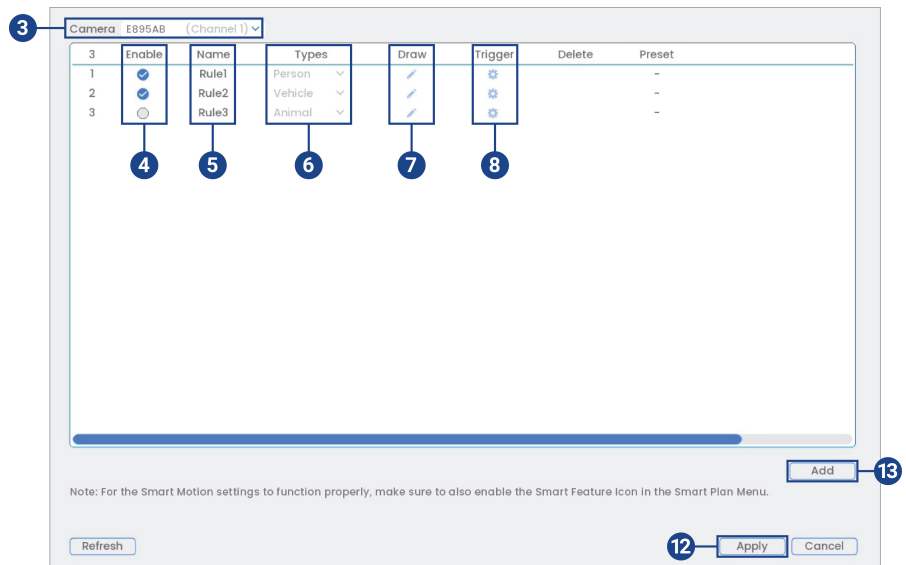 3 Camera E895AB (Channel 1)
3 Enable Name Types Draw Trigger Delete Preset
1 Rule1 Person -
2 Rule2 Vehicle -
3 Rule3 Animal -
4 5 6 7 8
Add 13
Note: For the Smart Motion settings to function properly, make sure to also enable the Smart Feature Icon in the Smart Plan Menu.
Refresh 12 Apply Cancel